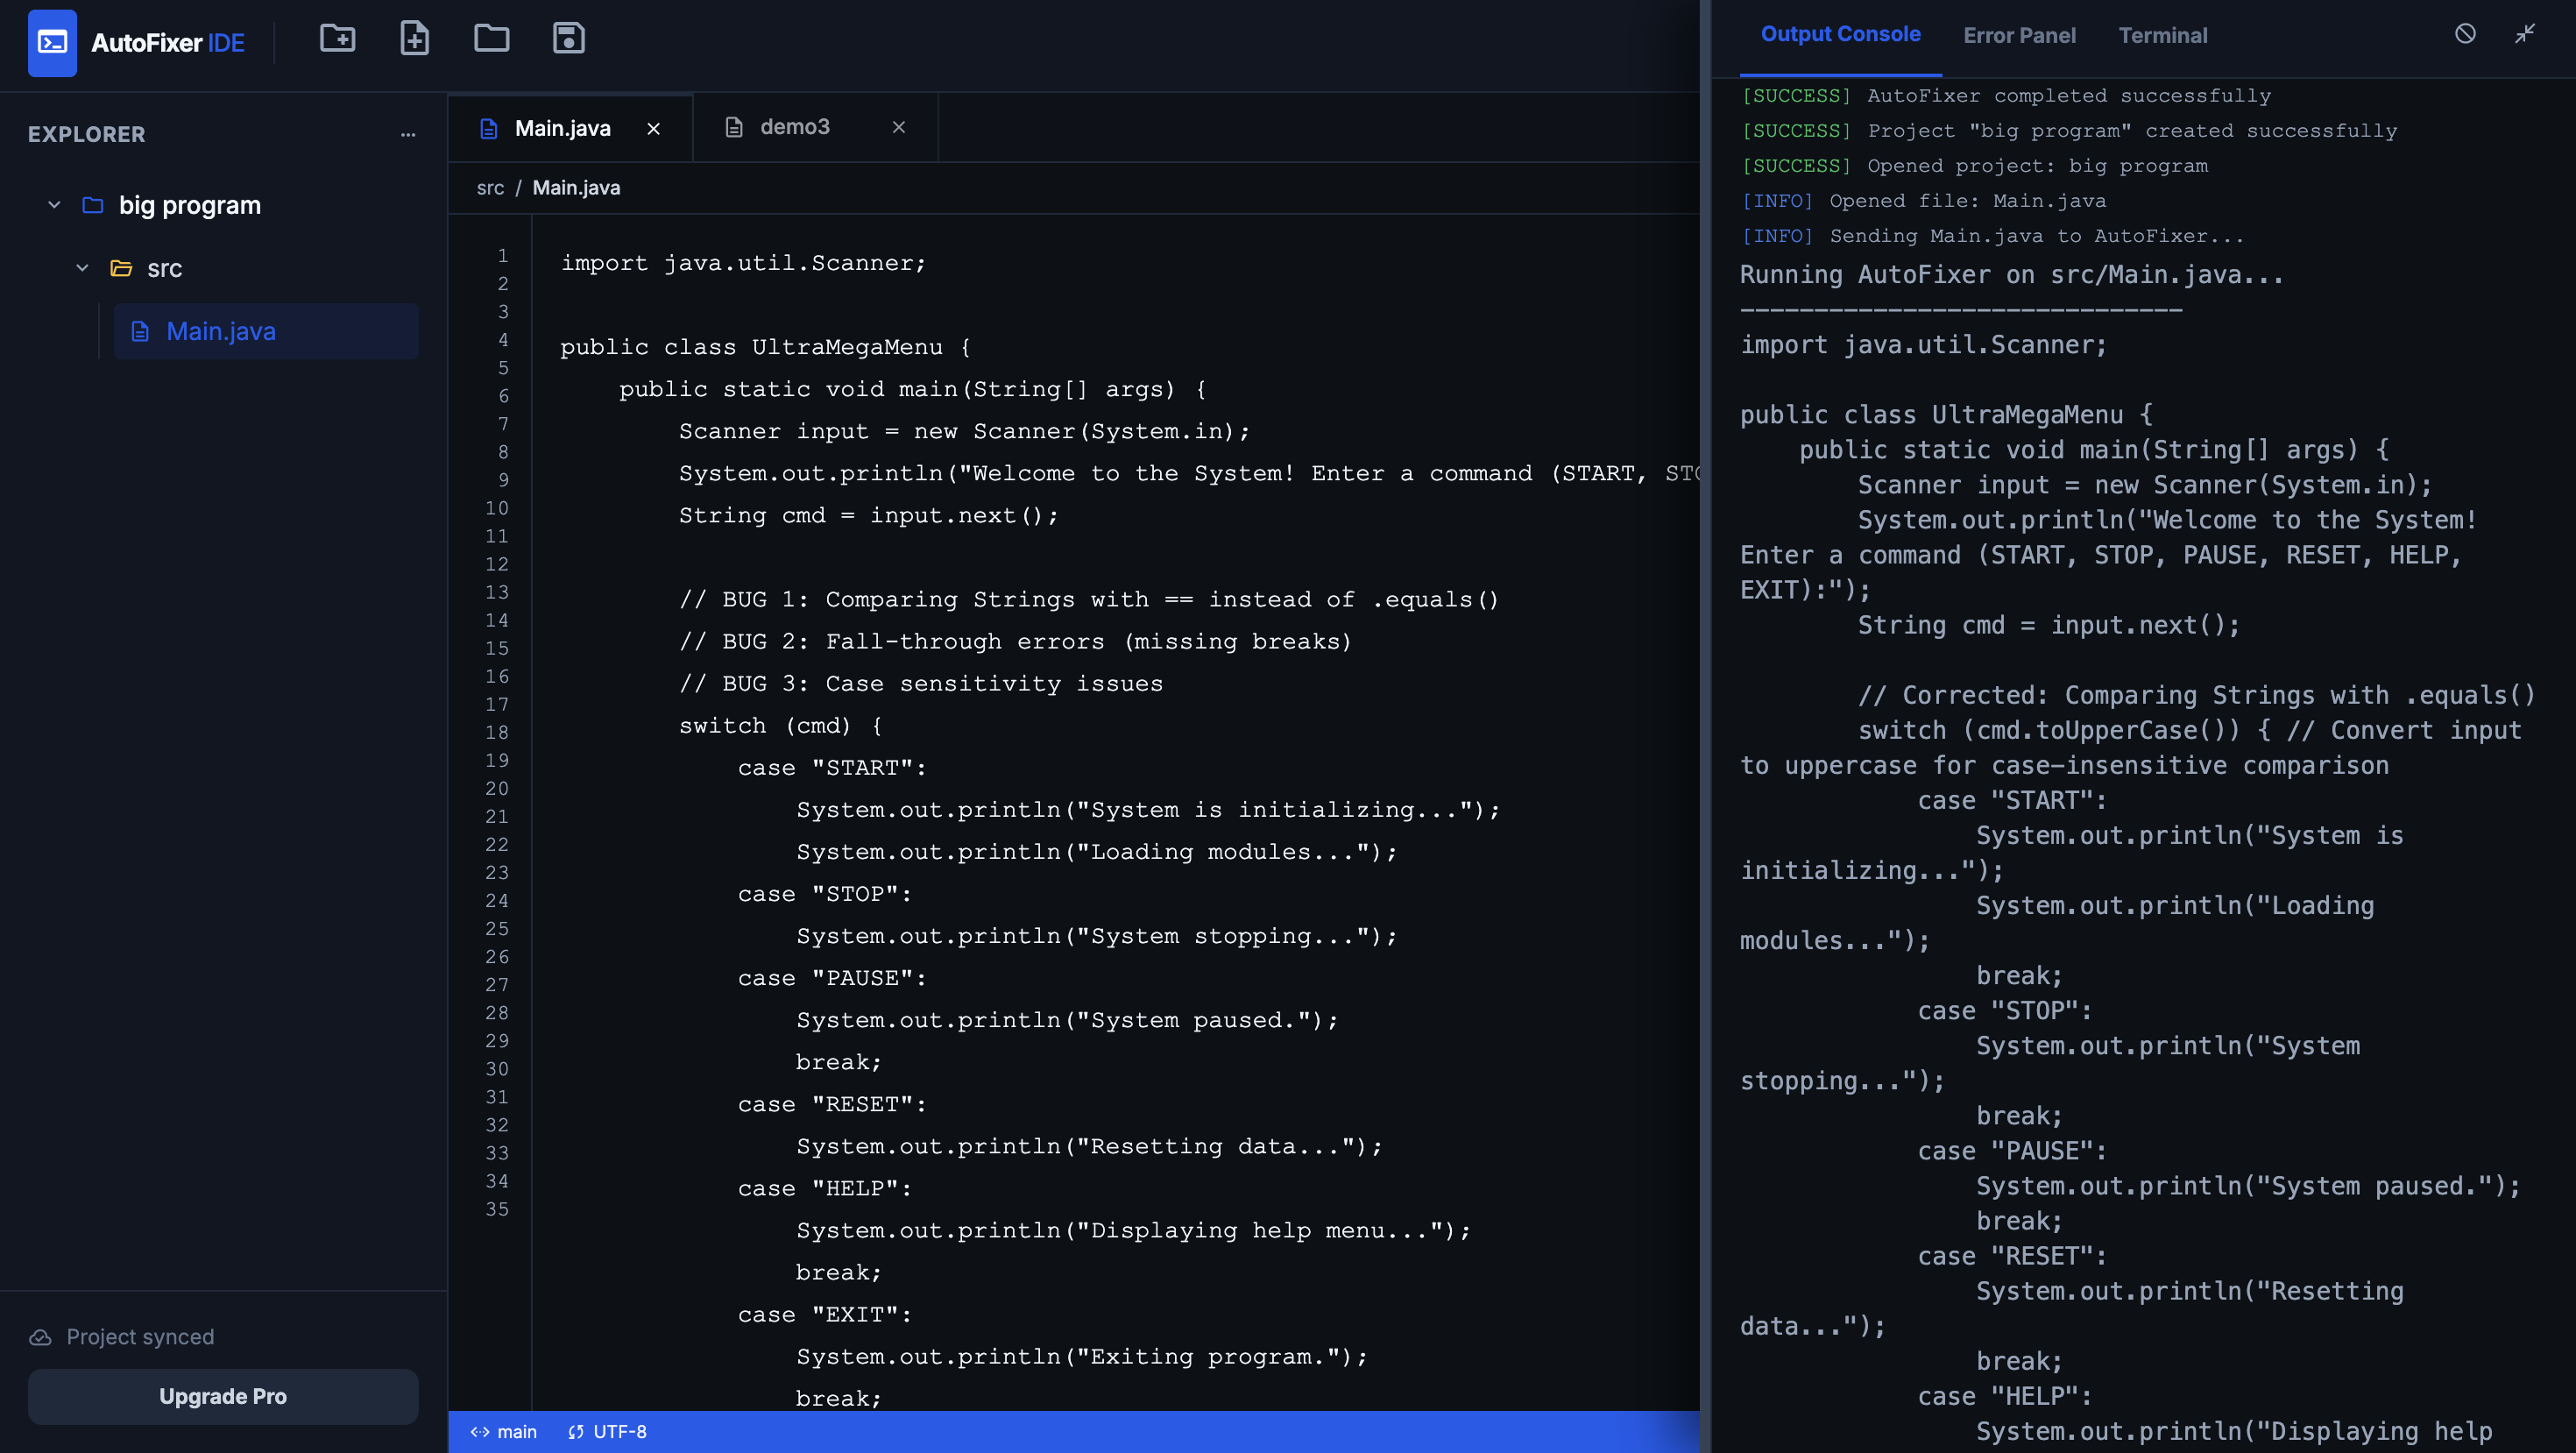 AutoFixer IDE
EXPLORER
big program
src
Main.java
Project synced
Upgrade Pro
Main.java
demo3
src / Main.java
1
2
3
4
5
6
7
8
9
10
11
12
13
14
15
16
17
18
19
20
21
22
23
24
25
26
27
28
29
30
31
32
33
34
35
import java.util.Scanner;
public class UltraMegaMenu {
    public static void main(String[] args) {
        Scanner input = new Scanner(System.in);
        System.out.println("Welcome to the System! Enter a command (START, STO
        String cmd = input.next();
        // BUG 1: Comparing Strings with == instead of .equals()
        // BUG 2: Fall-through errors (missing breaks)
        // BUG 3: Case sensitivity issues
        switch (cmd) {
            case "START":
                System.out.println("System is initializing...");
                System.out.println("Loading modules...");
            case "STOP":
                System.out.println("System stopping...");
            case "PAUSE":
                System.out.println("System paused.");
                break;
            case "RESET":
                System.out.println("Resetting data...");
            case "HELP":
                System.out.println("Displaying help menu...");
                break;
            case "EXIT":
                System.out.println("Exiting program.");
                break;
main
UTF-8
Output Console
Error Panel
Terminal
[SUCCESS] AutoFixer completed successfully
[SUCCESS] Project "big program" created successfully
[SUCCESS] Opened project: big program
[INFO] Opened file: Main.java
[INFO] Sending Main.java to AutoFixer...
Running AutoFixer on src/Main.java...
------------------------------
import java.util.Scanner;
public class UltraMegaMenu {
    public static void main(String[] args) {
        Scanner input = new Scanner(System.in);
        System.out.println("Welcome to the System!
Enter a command (START, STOP, PAUSE, RESET, HELP,
EXIT):");
        String cmd = input.next();
        // Corrected: Comparing Strings with .equals()
        switch (cmd.toUpperCase()) { // Convert input
to uppercase for case-insensitive comparison
            case "START":
                System.out.println("System is
initializing...");
                System.out.println("Loading
modules...");
                break;
            case "STOP":
                System.out.println("System
stopping...");
                break;
            case "PAUSE":
                System.out.println("System paused.");
                break;
            case "RESET":
                System.out.println("Resetting
data...");
                break;
            case "HELP":
                System.out.println("Displaying help